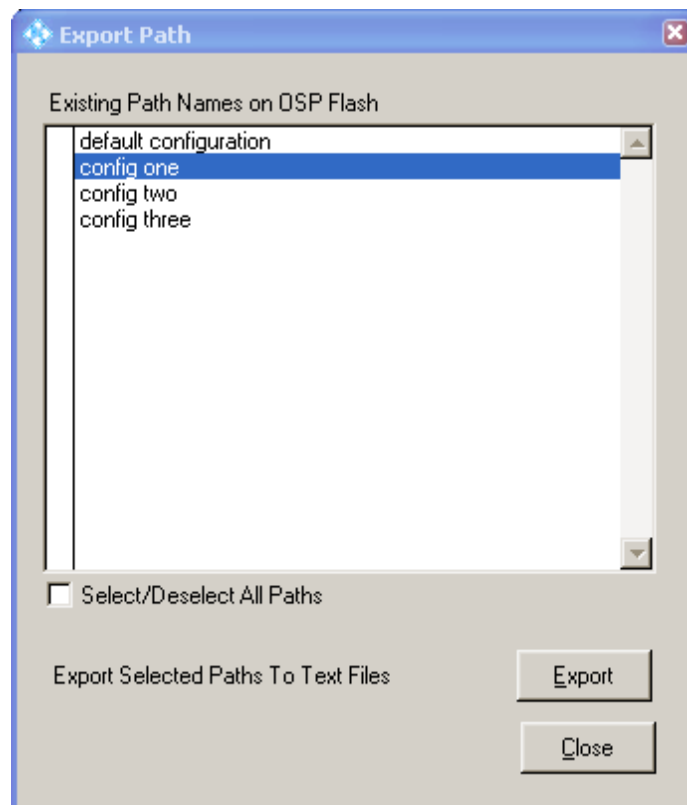 Export Path
Existing Path Names on OSP Flash
default configuration
config one
config two
config three
Select/Deselect All Paths
Export Selected Paths To Text Files
Export
Close